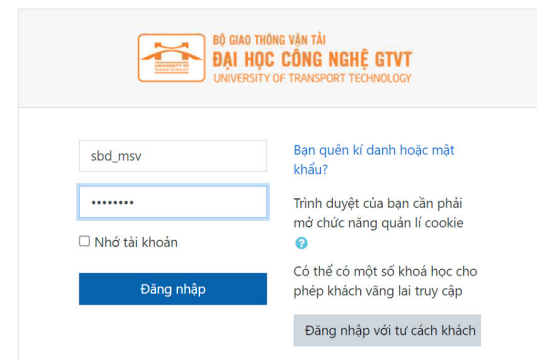 BỘ GIAO THÔNG VẬN TẢI
ĐẠI HỌC CÔNG NGHỆ GTVT
UNIVERSITY OF TRANSPORT TECHNOLOGY
sbd_msv
••••••••
Nhớ tài khoản
Đăng nhập
Bạn quên kí danh hoặc mật
khẩu?
Trình duyệt của bạn cần phải
mở chức năng quản lí cookie
Có thể có một số khoá học cho
phép khách vãng lai truy cập
Đăng nhập với tư cách khách